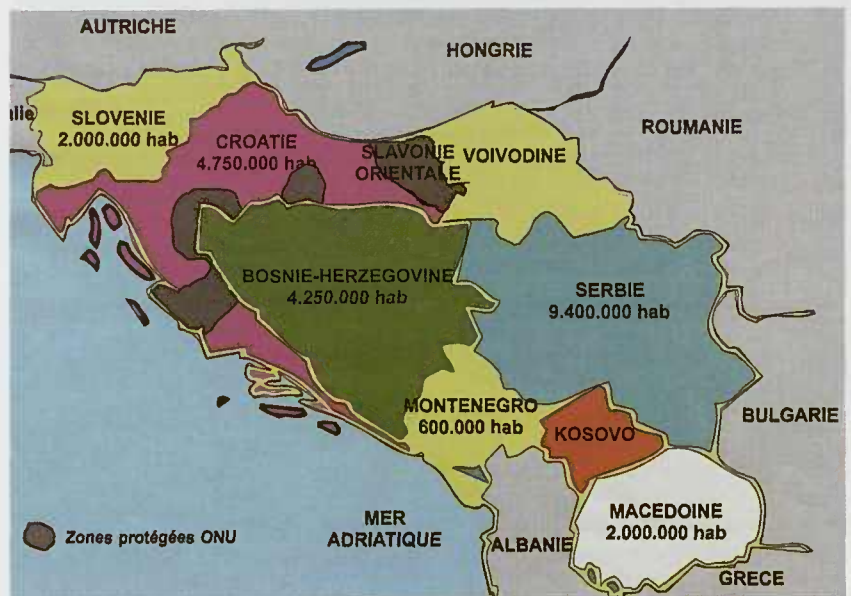 AUTRICHE
HONGRIE
SLOVENIE
2.000.000 hab
CROATIE
4.750.000 hab
SLAVONIE
ORIENTALE
VOIVODINE
ROUMANIE
BOSNIE-HERZEGOVINE
4.250.000 hab
SERBIE
9.400.000 hab
MONTENEGRO
600.000 hab
KOSOVO
BULGARIE
MACEDOINE
2.000.000 hab
MER
ADRIATIQUE
ALBANIE
GRECE
Zones protégées ONU